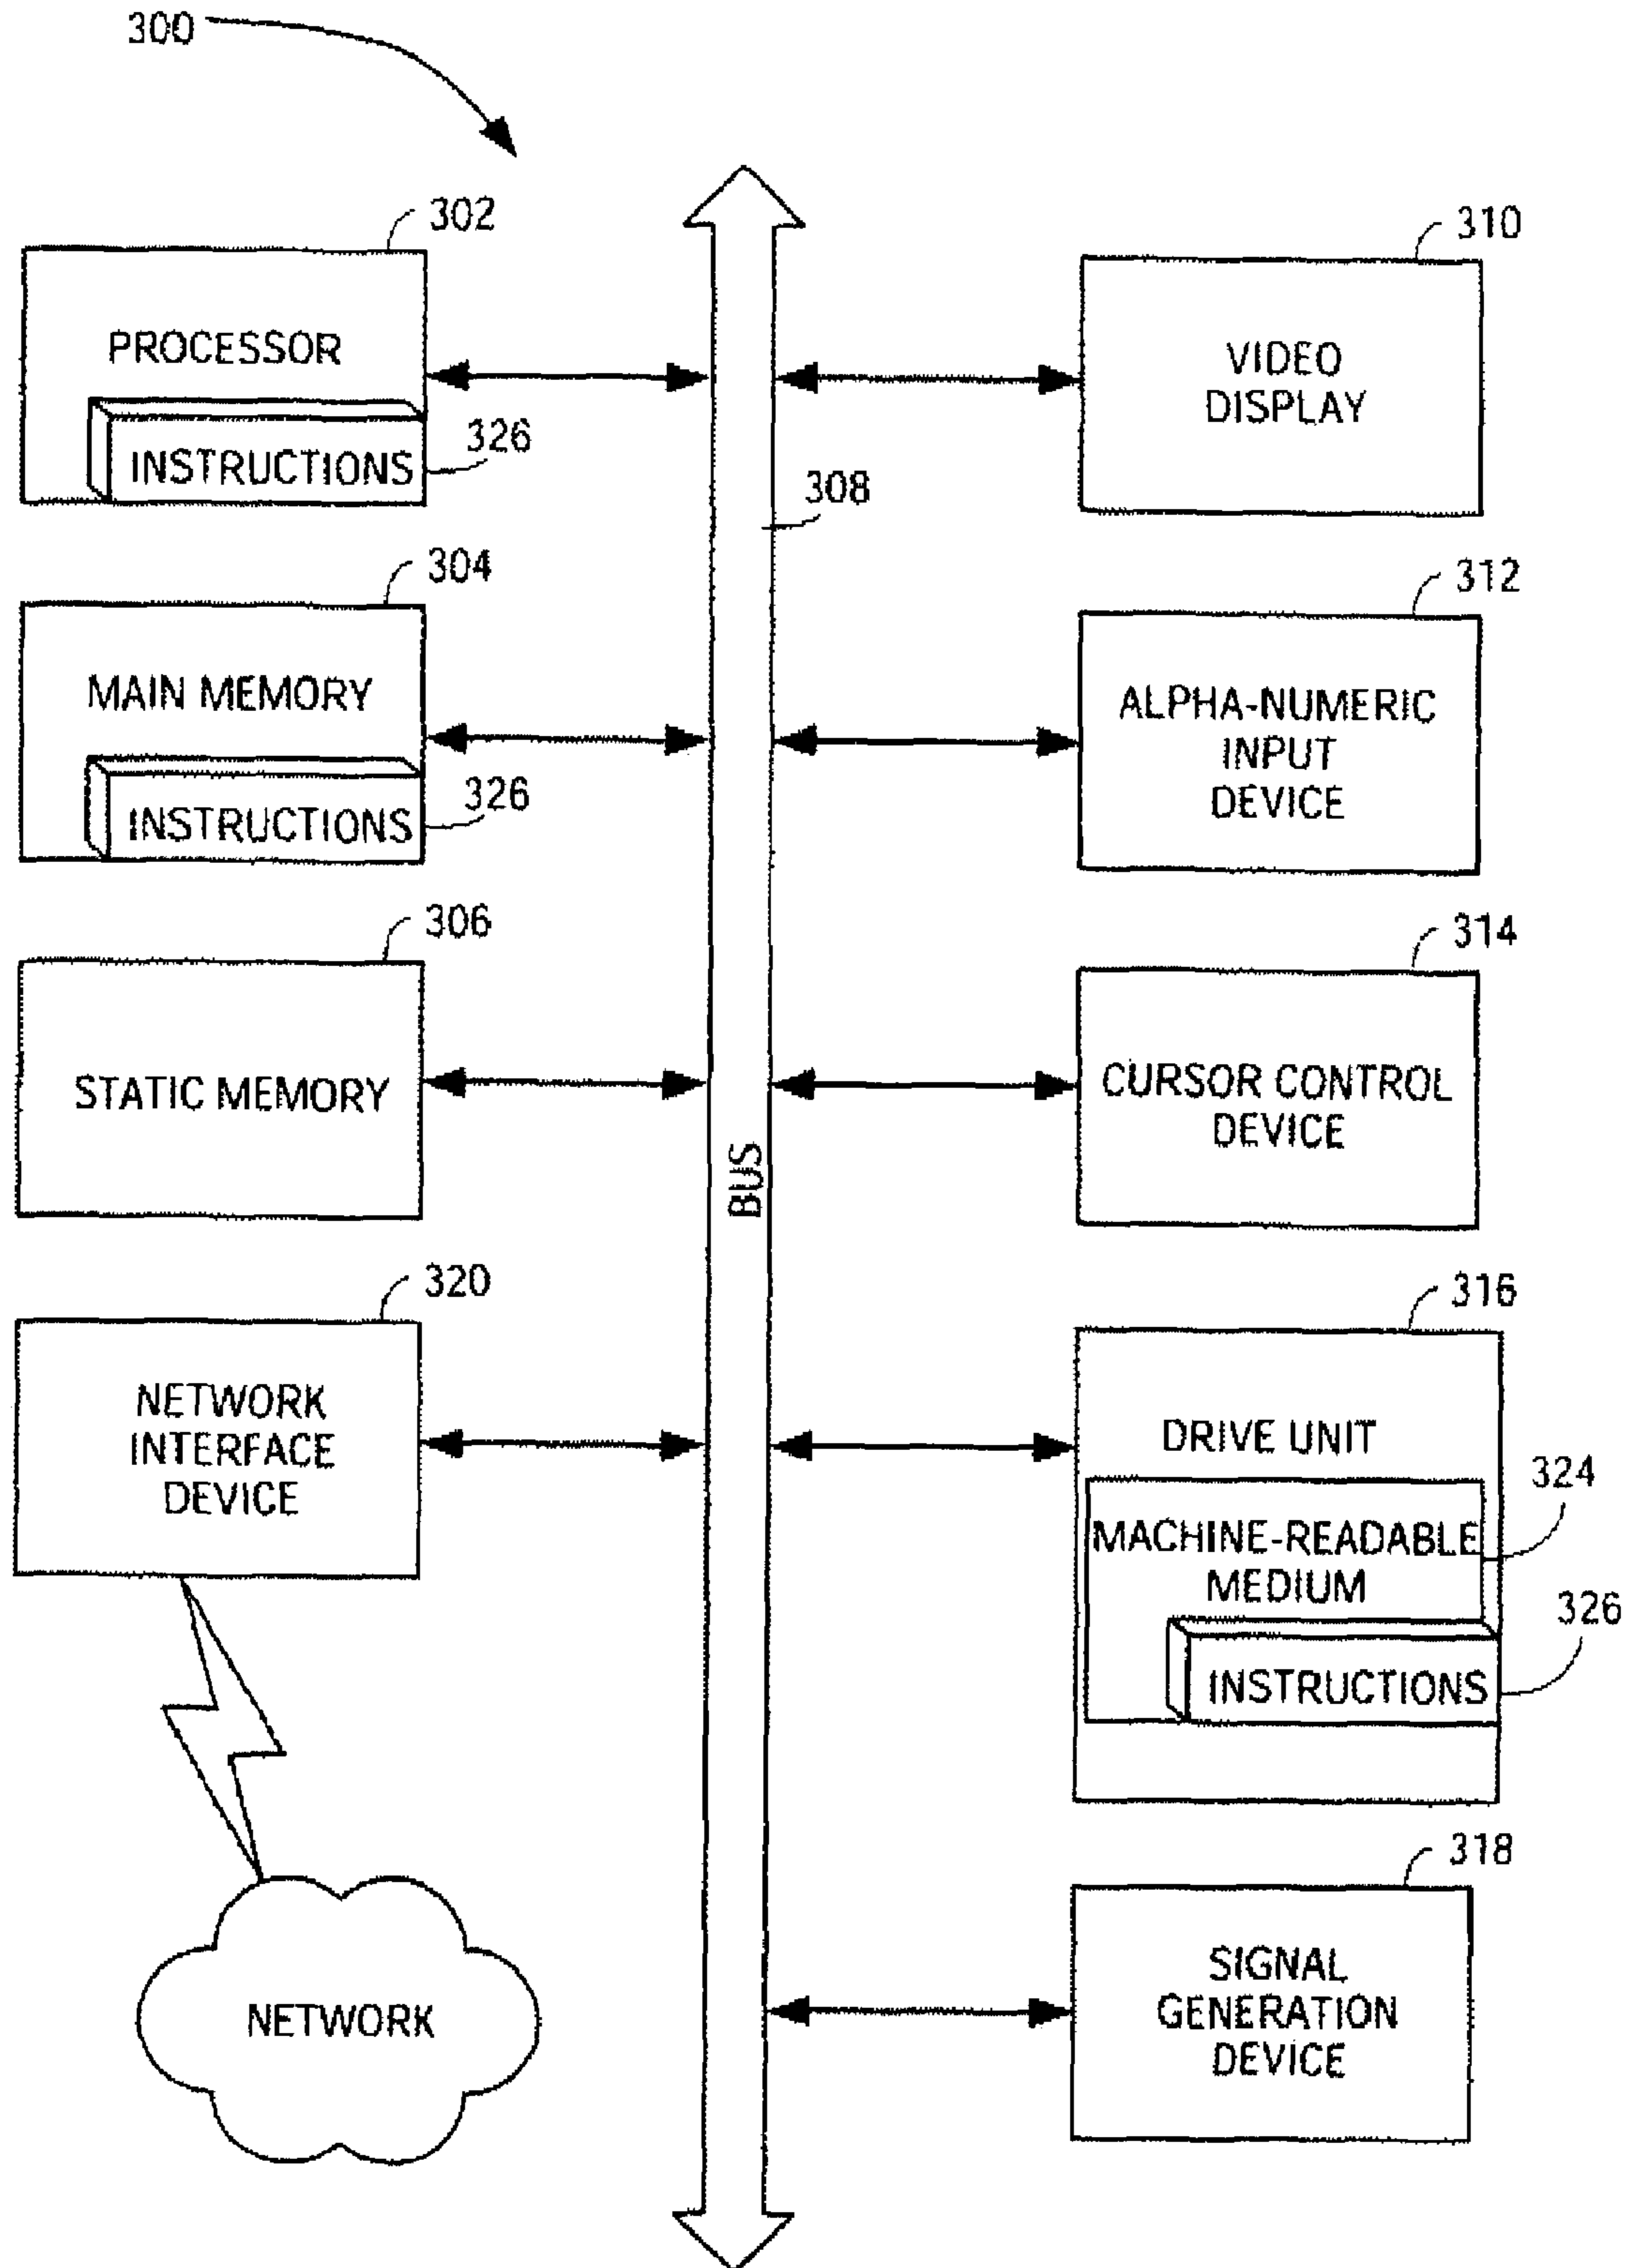 300
302
PROCESSOR
INSTRUCTIONS
326
304
MAIN MEMORY
INSTRUCTIONS
326
306
STATIC MEMORY
320
NETWORK
INTERFACE
DEVICE
NETWORK
308
BUS
310
VIDEO
DISPLAY
312
ALPHA-NUMERIC
INPUT
DEVICE
314
CURSOR CONTROL
DEVICE
316
DRIVE UNIT
324
MACHINE-READABLE
MEDIUM
326
INSTRUCTIONS
318
SIGNAL
GENERATION
DEVICE